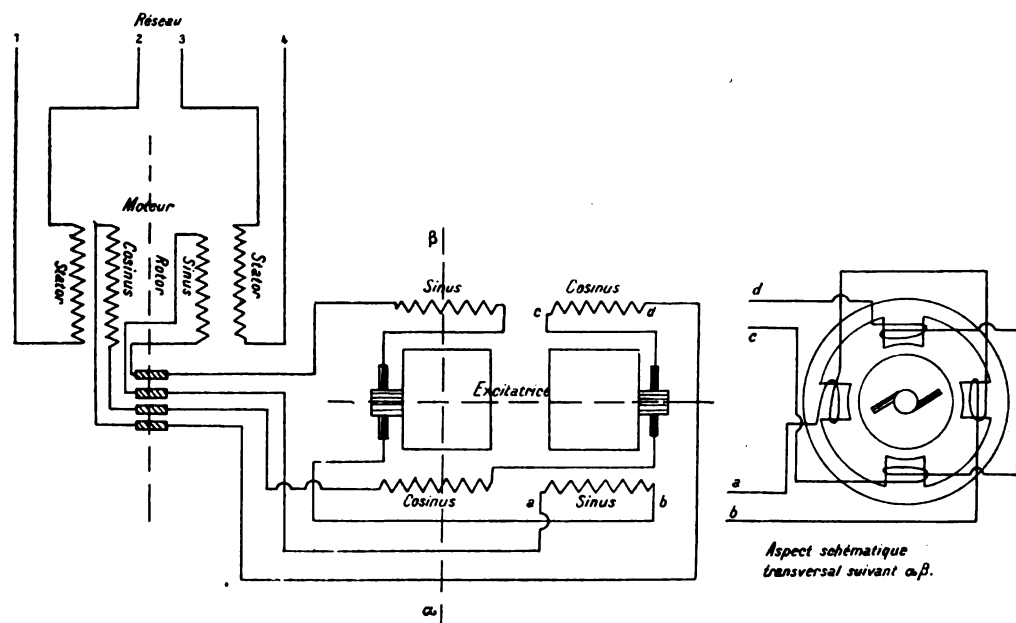 Réseau
1 2 3 4
Moteur
Stator
Cosinus
Rotor
Sinus
Stator
β
Sinus
Cosinus
c d
Excitatrice
Cosinus
a Sinus b
α
d
c
a
b
Aspect schématique
transversal suivant αβ.